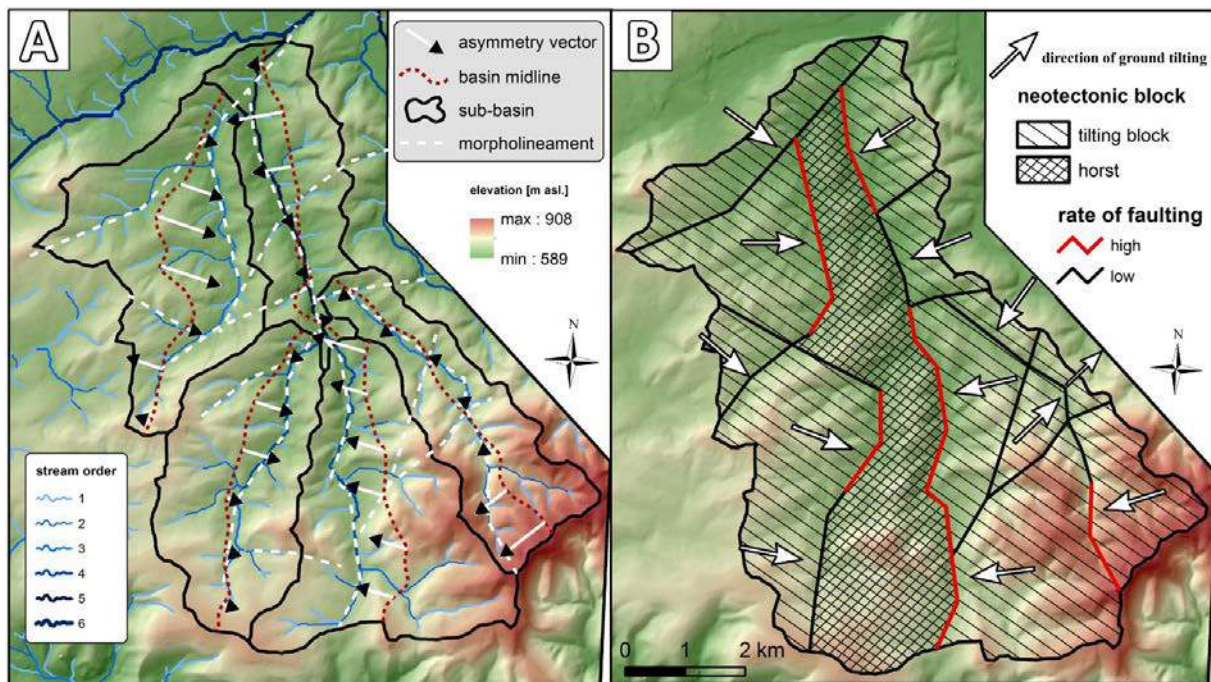 A
asymmetry vector
basin midline
sub-basin
morpholineament
elevation [m asl.]
max : 908
min : 589
N
stream order
1
2
3
4
5
6
B
direction of ground tilting
neotectonic block
tilting block
horst
rate of faulting
high
low
N
0 1 2 km